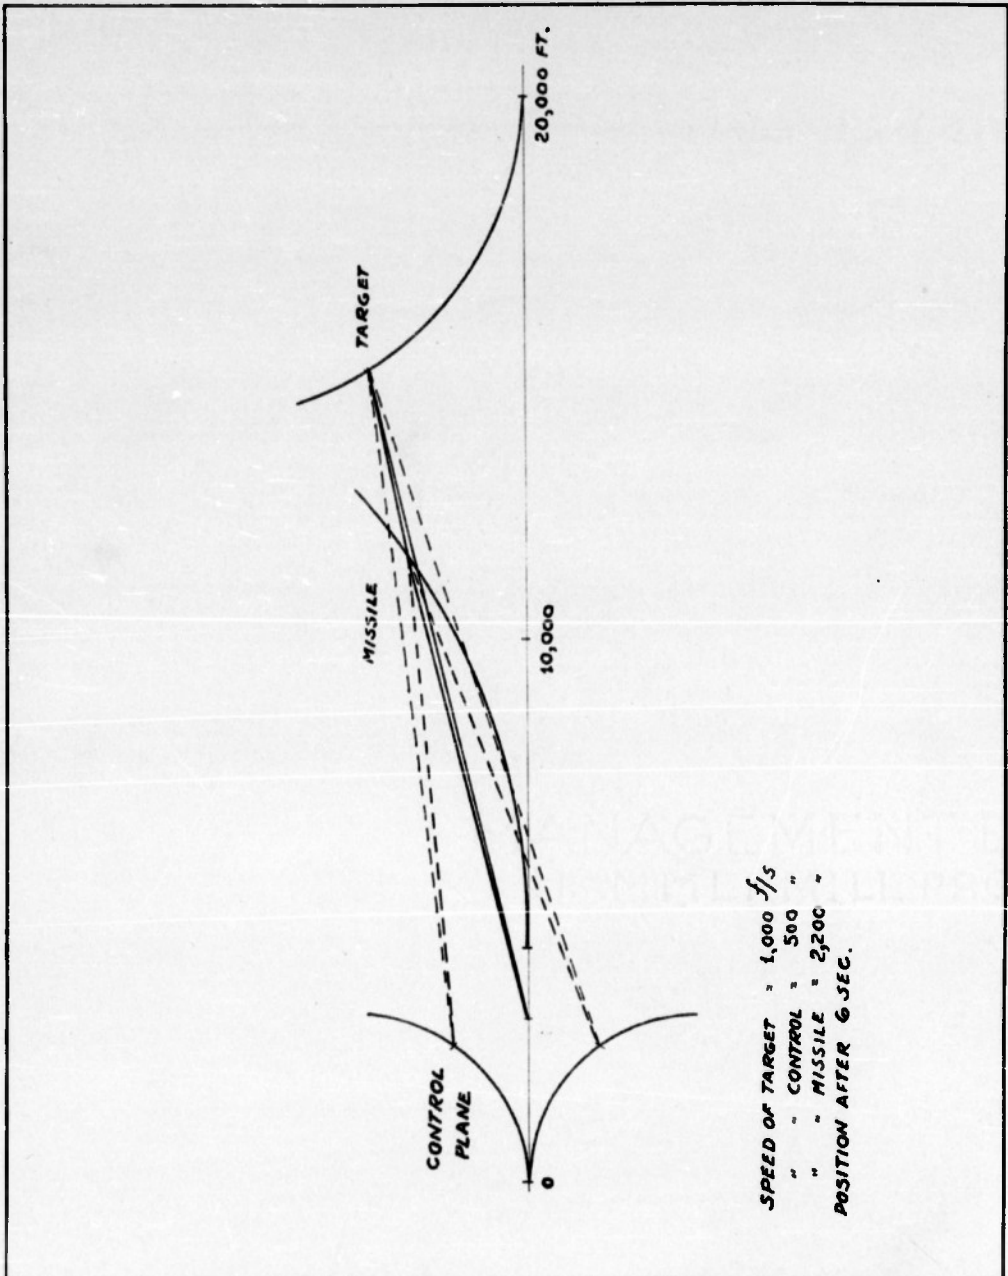 TARGET
MISSILE
CONTROL
PLANE
0
10,000
20,000 FT.
SPEED OF TARGET = 1,000 f/s
" " CONTROL = 500 "
" " MISSILE = 2,200 "
POSITION AFTER 6 SEC.